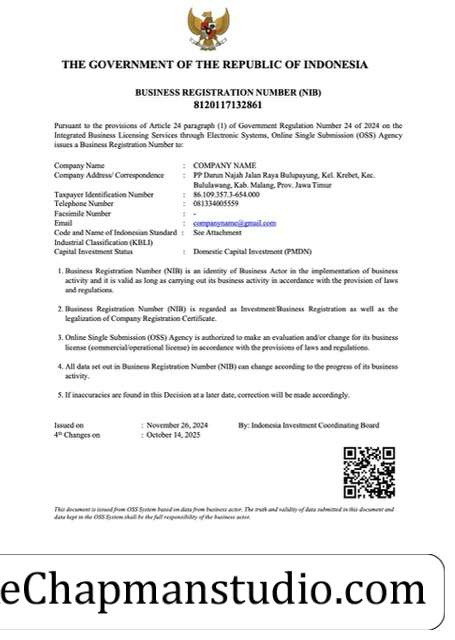 THE GOVERNMENT OF THE REPUBLIC OF INDONESIA
BUSINESS REGISTRATION NUMBER (NIB)
8120117132861
Pursuant to the provisions of Article 24 paragraph (1) of Government Regulation Number 24 of 2024 on the
Integrated Business Licensing Services through Electronic Systems, Online Single Submission (OSS) Agency
issues a Business Registration Number to:
Company Name : COMPANY NAME
Company Address/ Correspondence : PP Darun Najah Jalan Raya Bulupayung, Kel. Krebet, Kec.
Bululawang, Kab. Malang, Prov. Jawa Timur
Taxpayer Identification Number : 86.109.357.3-654.000
Telephone Number : 081334005559
Facsimile Number : -
Email : companyname@gmail.com
Code and Name of Indonesian Standard : See Attachment
Industrial Classification (KBLI)
Capital Investment Status : Domestic Capital Investment (PMDN)
1. Business Registration Number (NIB) is an identity of Business Actor in the implementation of business
activity and it is valid as long as carrying out its business activity in accordance with the provision of laws
and regulations.
2. Business Registration Number (NIB) is regarded as Investment/Business Registration as well as the
legalization of Company Registration Certificate.
3. Online Single Submission (OSS) Agency is authorized to make an evaluation and/or change for its business
license (commercial/operational license) in accordance with the provisions of laws and regulations.
4. All data set out in Business Registration Number (NIB) can change according to the progress of its business
activity.
5. If inaccuracies are found in this Decision at a later date, correction will be made accordingly.
Issued on : November 26, 2024 By: Indonesia Investment Coordinating Board
4th Changes on : October 14, 2025
This document is issued from OSS System based on data from business actor. The truth and validity of data submitted in this document and
data kept in the OSS System shall be the full responsibility of the business actor.
eChapmanstudio.com